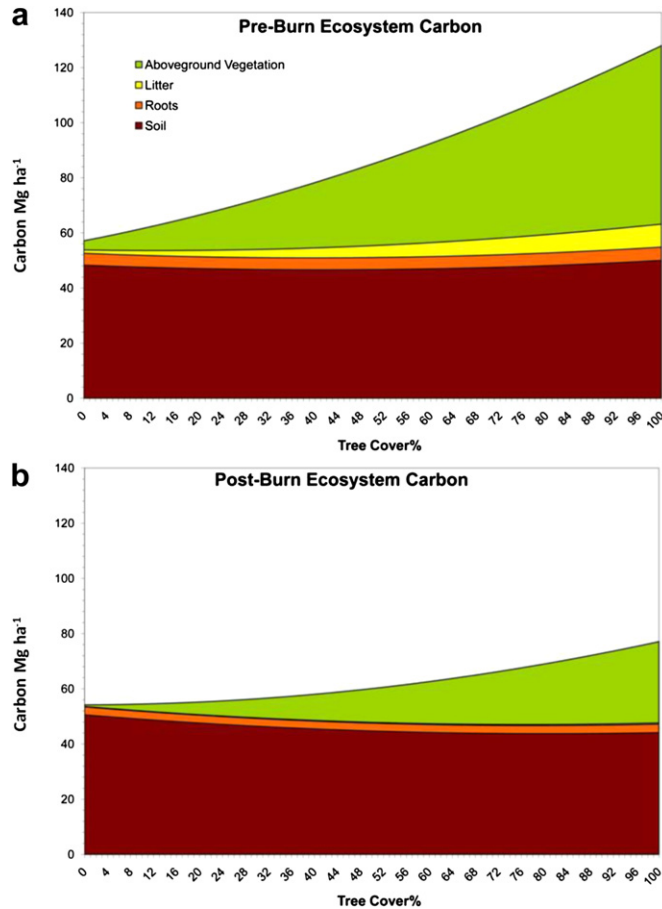 a
Pre-Burn Ecosystem Carbon
140
120
100
80
60
40
20
0
Aboveground Vegetation
Litter
Roots
Soil
Carbon Mg ha⁻¹
0 4 8 12 16 20 24 28 32 36 40 44 48 52 56 60 64 68 72 76 80 84 88 92 96 100
Tree Cover%
b
Post-Burn Ecosystem Carbon
140
120
100
80
60
40
20
0
Carbon Mg ha⁻¹
0 4 8 12 16 20 24 28 32 36 40 44 48 52 56 60 64 68 72 76 80 84 88 92 96 100
Tree Cover%